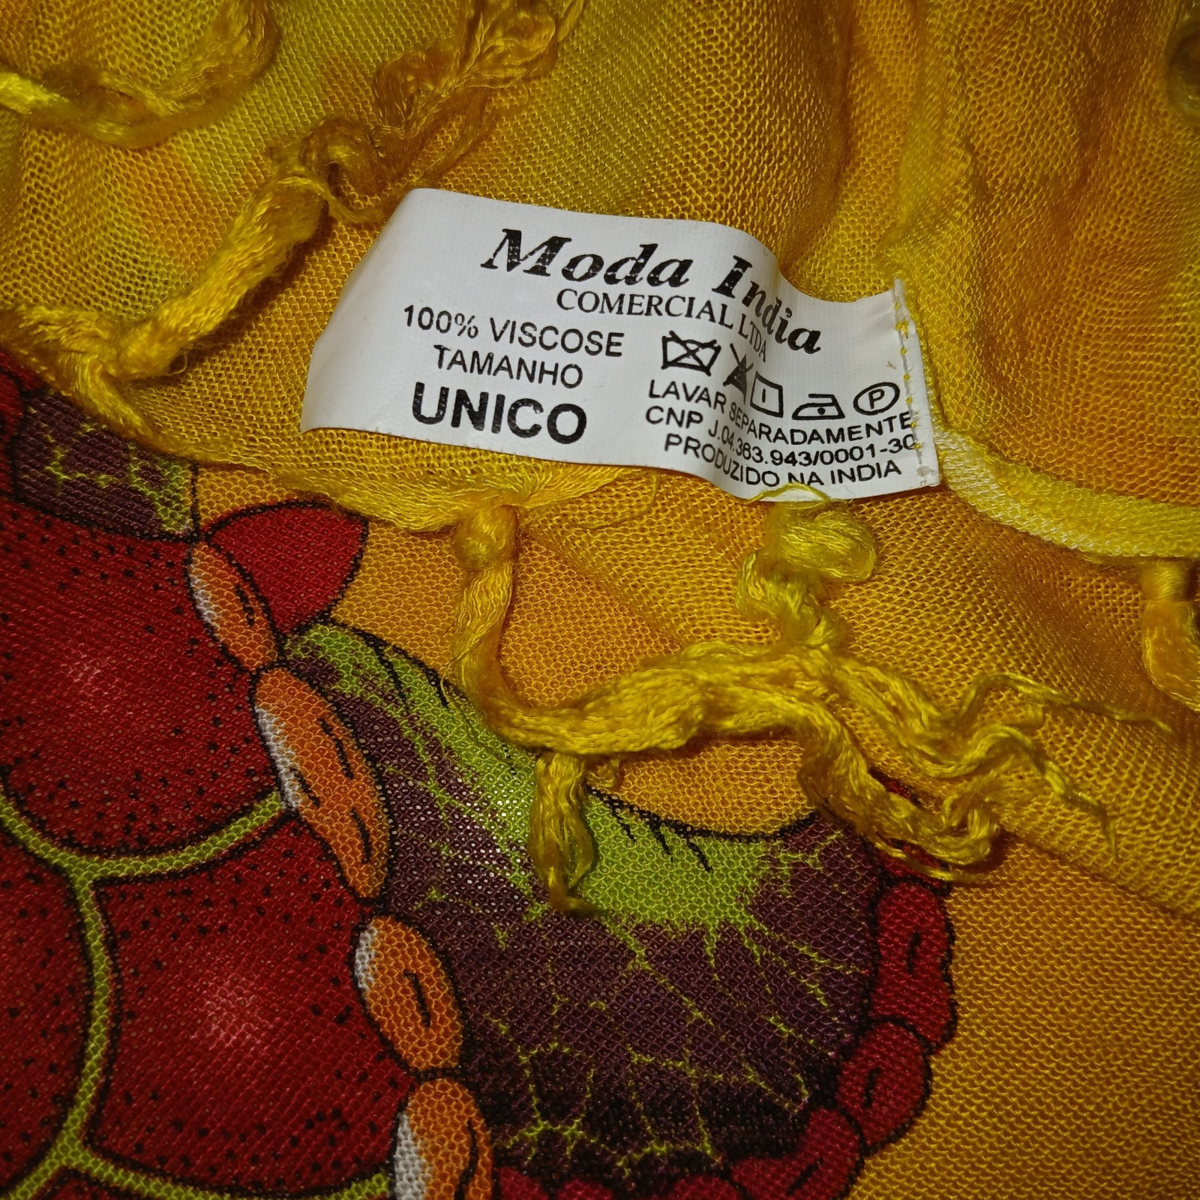 Moda India
COMERCIAL LTDA
100% VISCOSE
TAMANHO
UNICO
LAVAR SEPARADAMENTE
CNP J.04.363.943/0001-30
PRODUZIDO NA INDIA
P